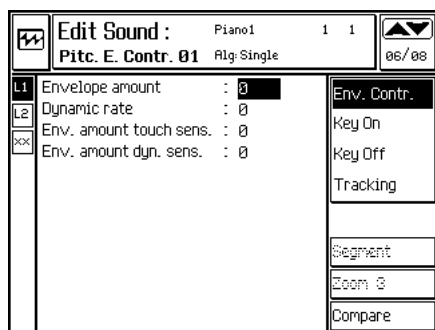 Edit Sound : Piano1 1 1
Pitc. E. Contr. 01 Alg: Single 06/08
L1 Envelope amount : 0 Env. Contr.
L2 Dynamic rate : 0 Key On
xx Env. amount touch sens. : 0 Key Off
Env. amount dyn. sens. : 0 Tracking
Segment
Zoom 3
Compare